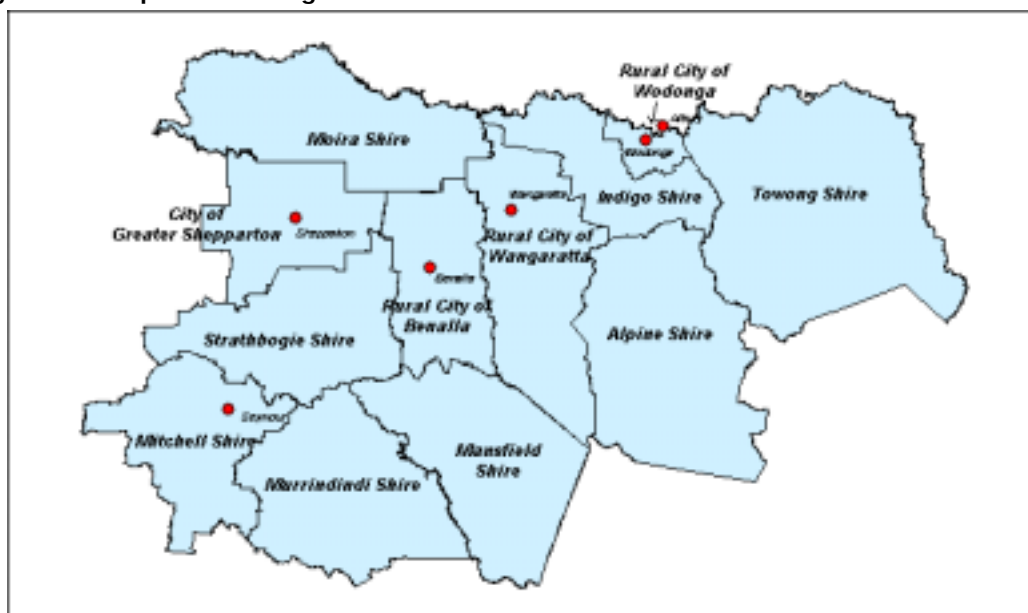 Rural City of
Wodonga
Wodonga
Moira Shire
Wangaratta
Indigo Shire
Towong Shire
City of
Greater Shepparton
Shepparton
Rural City of
Wangaratta
Benalla
Rural City of
Benalla
Strathbogie Shire
Alpine Shire
Seymour
Mitchell Shire
Mansfield
Shire
Murrindindi Shire